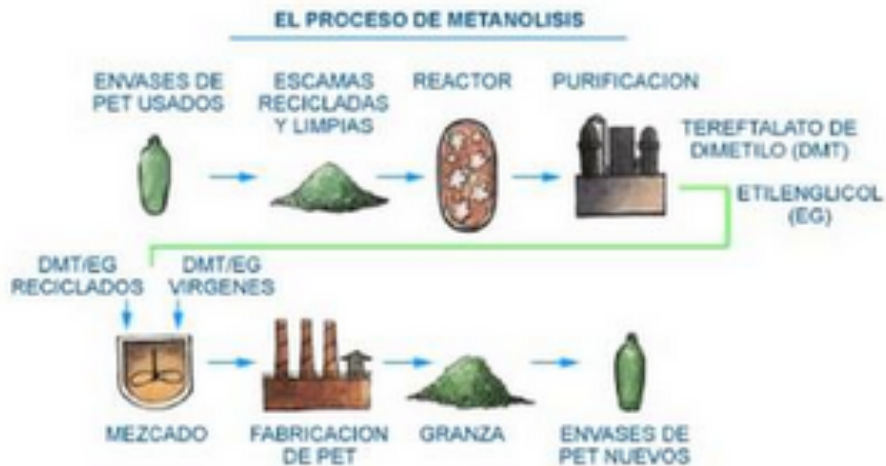 EL PROCESO DE METANOLISIS
ENVASES DE
PET USADOS
ESCAMAS
RECICLADAS
Y LIMPIAS
REACTOR
PURIFICACION
TEREFTALATO DE
DIMETILO (DMT)
ETILENGLICOL
(EG)
DMT/EG
RECICLADOS
DMT/EG
VIRGENES
MEZCADO
FABRICACION
DE PET
GRANZA
ENVASES DE
PET NUEVOS